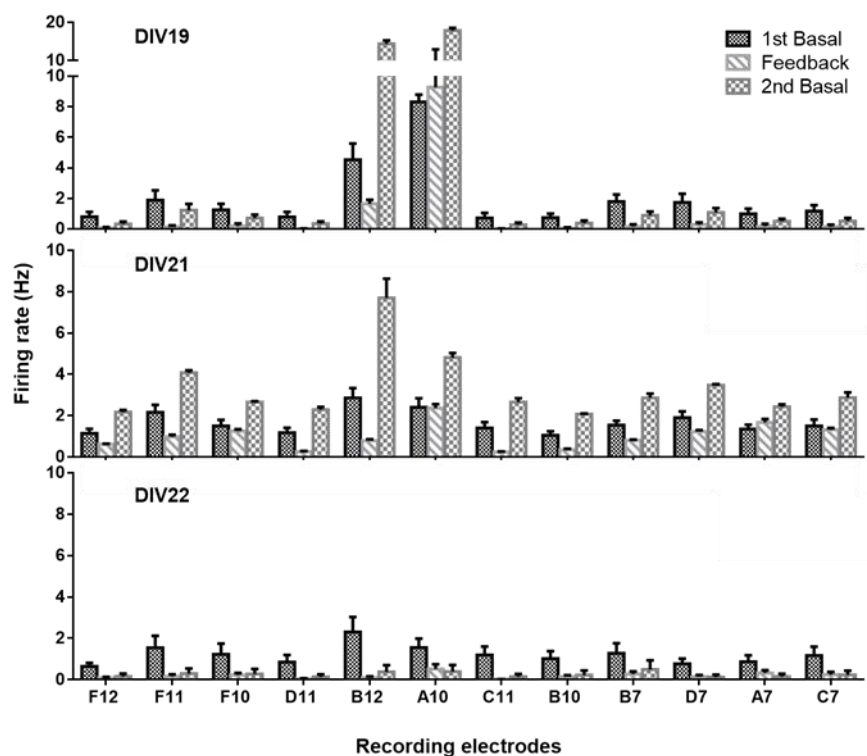 DIV19
1st Basal
Feedback
2nd Basal
20
10
10
8
6
4
2
0
DIV21
10
8
6
4
2
0
DIV22
10
8
6
4
2
0
Firing rate (Hz)
F12 F11 F10 D11 B12 A10 C11 B10 B7 D7 A7 C7
Recording electrodes